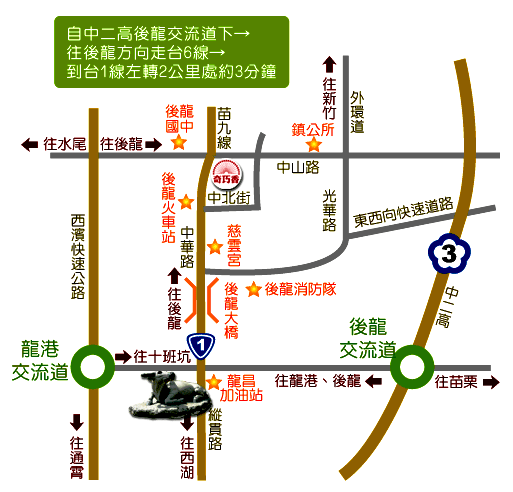 自中二高後龍交流道下→
往後龍方向走台6線→
到台1線左轉2公里處約3分鐘
往新竹
外環道
苗九線
後龍
國中
鎮公所
往水尾
往後龍
中山路
奇巧香
中北街
後龍火車站
光華路
東西向快速道路
西濱快速公路
中華路
慈雲宮
3
往後龍
後龍大橋
後龍消防隊
中二高
1
龍港
交流道
後龍
交流道
往十班坑
龍昌
加油站
往龍港、後龍
往苗栗
往通霄
往西湖
縱貫路